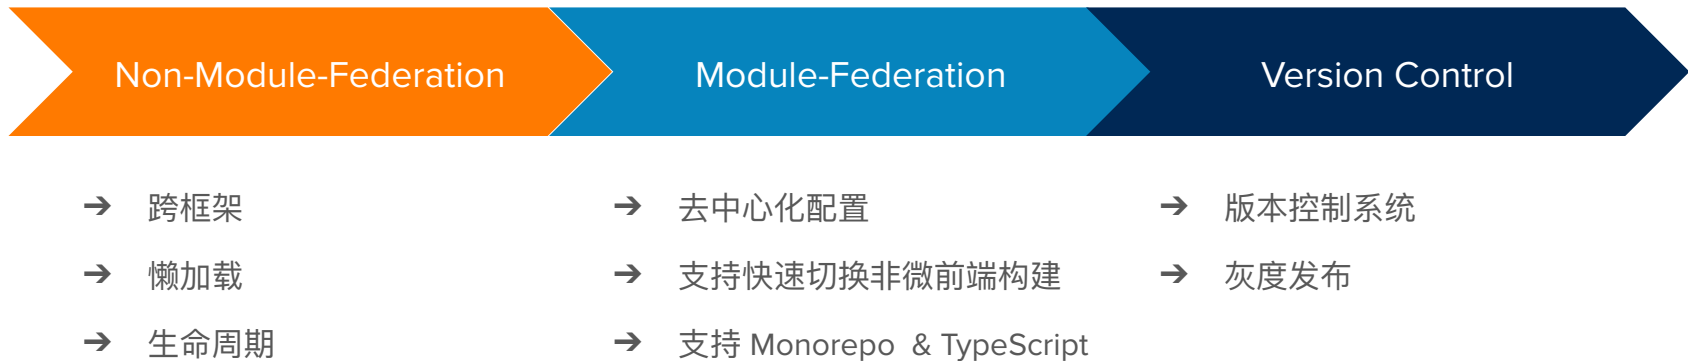 Non-Module-Federation
Module-Federation
Version Control
➔ 跨框架
➔ 懒加载
➔ 生命周期
➔ 去中心化配置
➔ 支持快速切换非微前端构建
➔ 支持 Monorepo & TypeScript
➔ 版本控制系统
➔ 灰度发布